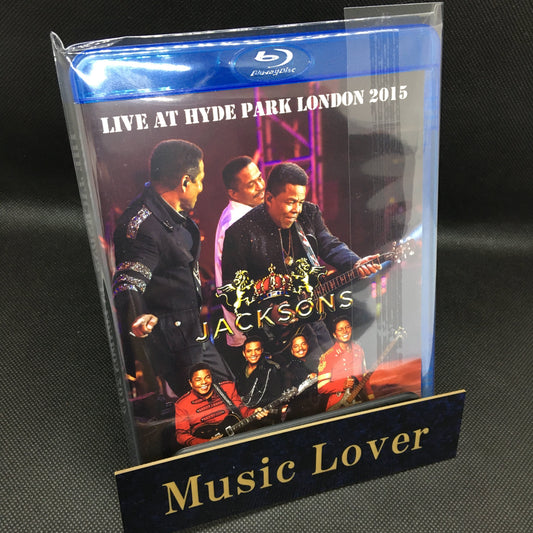 Blu-ray Disc
LIVE AT HYDE PARK LONDON 2015
JACKSONS
Music Lover